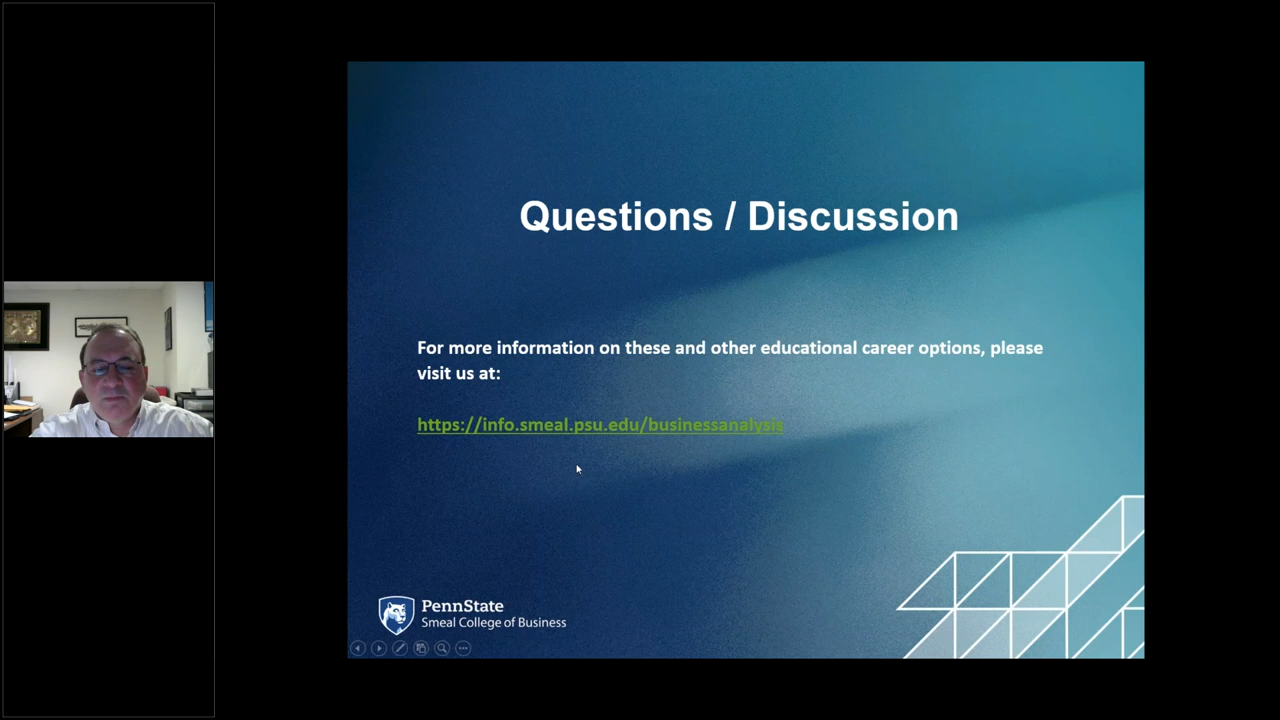 Questions / Discussion
For more information on these and other educational career options, please
visit us at:
https://info.smeal.psu.edu/businessanalysis
PennState
Smeal College of Business